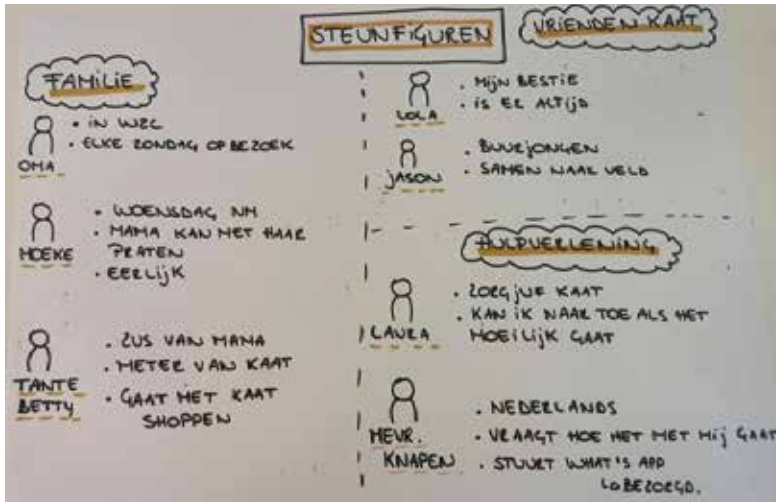 STEUNFIGUREN
FAMILIE
OMA
• IN WZC
• ELKE ZONDAG OP BEZOEK
MOEKE
• WOENSDAG NM
• MAMA KAN MET HAAR
PRATEN
• EERLIJK
TANTE
BETTY
• ZUS VAN MAMA
• METER VAN KAAT
• GAAT MET KAAT
SHOPPEN
VRIENDEN KAAT
LOLA
• MIJN BESTIE
• IS ER ALTIJD
JASON
• BUURJONGEN
• SAMEN NAAR VELD
HULPVERLENING
LAURA
• ZORGJUF KAAT
• KAN IK NAAR TOE ALS HET
MOEILIJK GAAT
MEVR.
KNAPEN
• NEDERLANDS
• VRAAGT HOE HET MET MIJ GAAT
• STUURT WHAT'S APP
↳ BEZORGD.